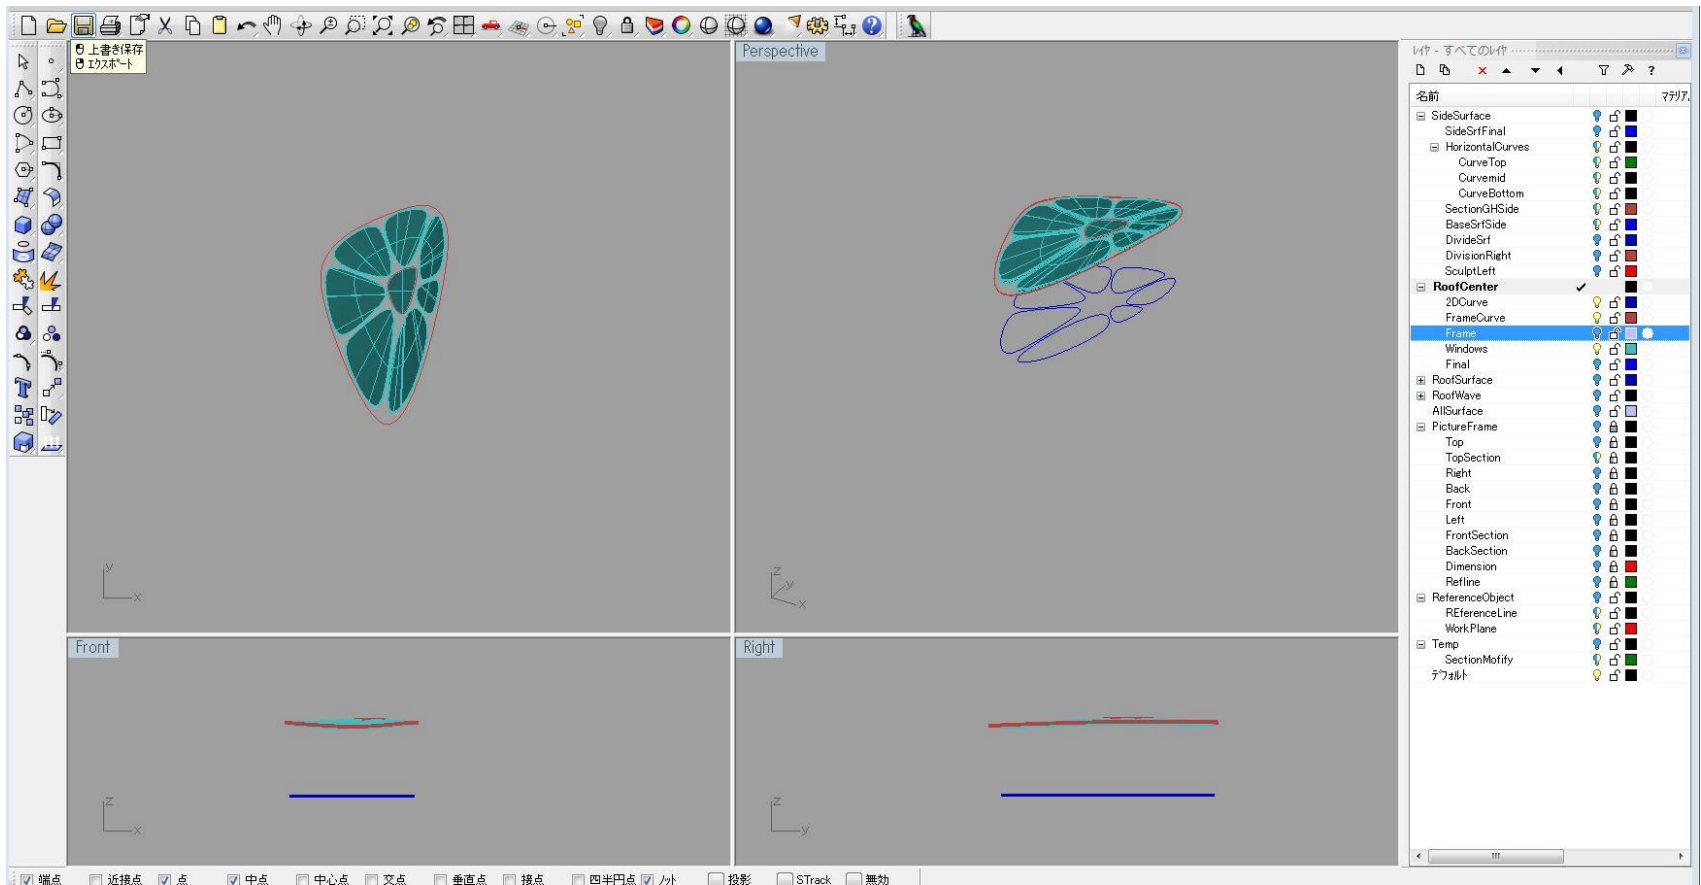 上書き保存
エクスポート
Perspective
レイヤ - すべてのレイヤ
名前
マテリア
SideSurface
SideSrfFinal
HorizontalCurves
CurveTop
Curvemid
CurveBottom
SectionGHSide
BaseSrfSide
DivideSrf
DivisionRight
SculptLeft
RoofCenter
2DCurve
FrameCurve
Frame
Windows
Final
RoofSurface
RoofWave
AllSurface
PictureFrame
Top
TopSection
Right
Back
Front
Left
FrontSection
BackSection
Dimension
Refline
ReferenceObject
REferenceLine
WorkPlane
Temp
SectionMofify
デフォルト
y
x
z
y
x
Front
Right
z
x
z
y
端点 近接点 点 中点 中心点 交点 垂直点 接点 四半円点 ノット 投影 STrack 無効